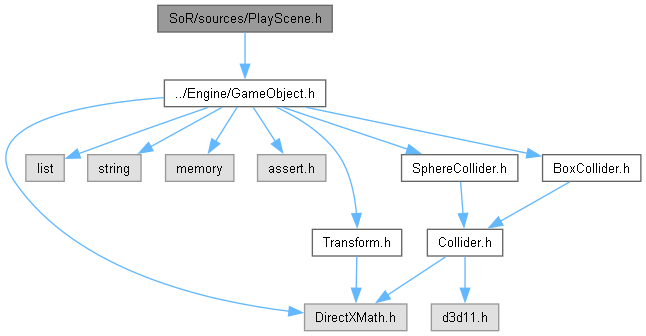 SoR/sources/PlayScene.h
../Engine/GameObject.h
list
string
memory
assert.h
SphereCollider.h
BoxCollider.h
Transform.h
Collider.h
DirectXMath.h
d3d11.h